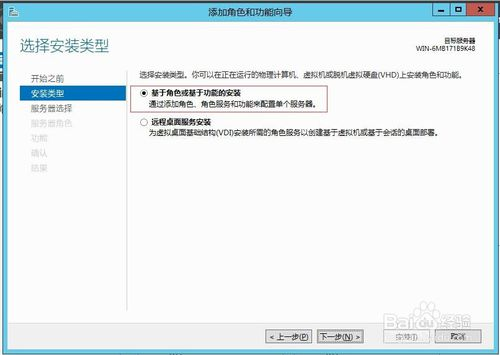 添加角色和功能向导
选择安装类型
目标服务器
WIN-6MB171B9K48
开始之前
安装类型
服务器选择
服务器角色
功能
确认
结果
选择安装类型。你可以在正在运行的物理计算机、虚拟机或脱机虚拟硬盘(VHD)上安装角色和功能。
基于角色或基于功能的安装
通过添加角色、角色服务和功能来配置单个服务器。
远程桌面服务安装
为虚拟桌面基础结构(VDI)安装所需的角色服务以创建基于虚拟机或基于会话的桌面部署。
< 上一步(P)
下一步(N) >
安装(I)
取消
Baidu经验